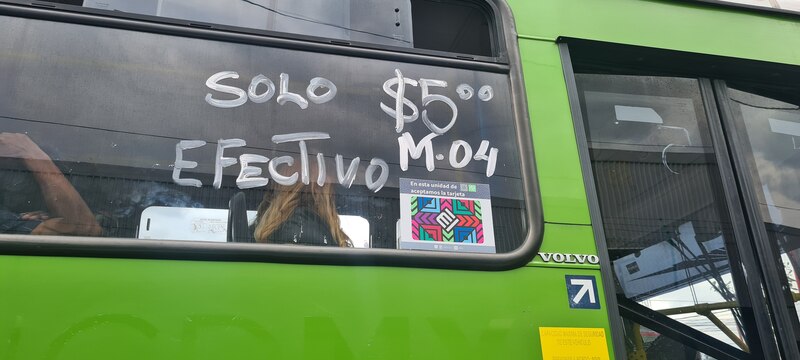 SOLO $5.00
EFECTIVO M-04
En esta unidad de
aceptamos la tarjeta
VOLVO